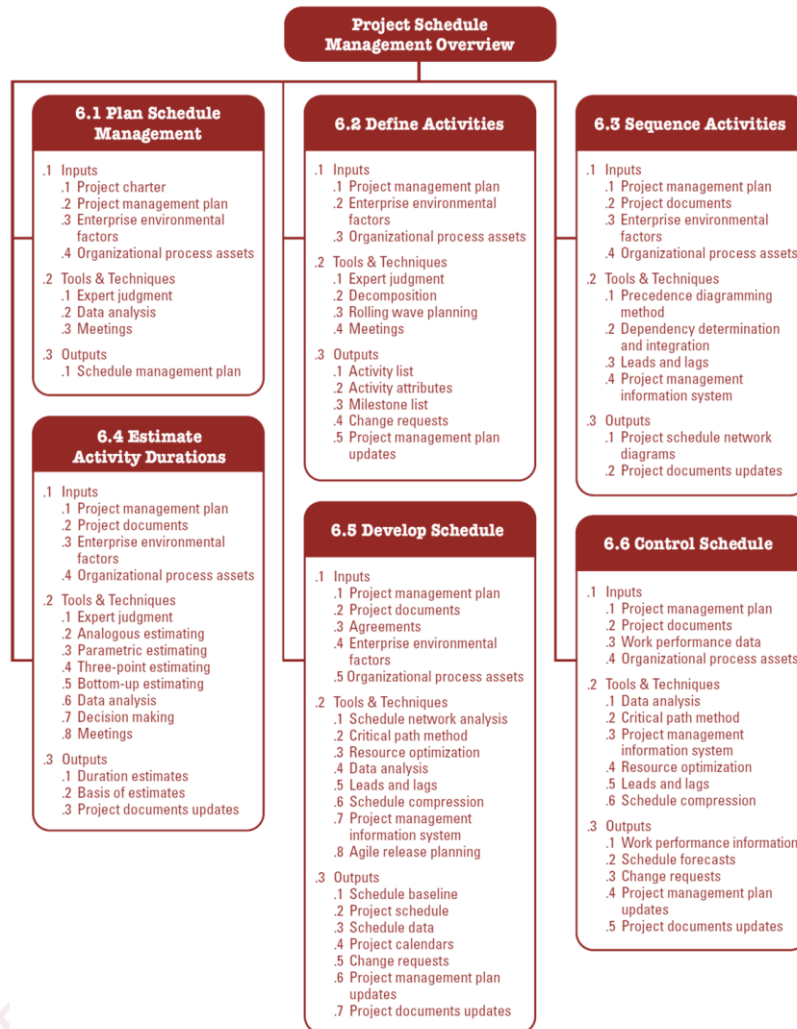 Project Schedule
Management Overview
6.1 Plan Schedule
Management
.1 Inputs
.1 Project charter
.2 Project management plan
.3 Enterprise environmental
factors
.4 Organizational process assets
.2 Tools & Techniques
.1 Expert judgment
.2 Data analysis
.3 Meetings
.3 Outputs
.1 Schedule management plan
6.2 Define Activities
.1 Inputs
.1 Project management plan
.2 Enterprise environmental
factors
.3 Organizational process assets
.2 Tools & Techniques
.1 Expert judgment
.2 Decomposition
.3 Rolling wave planning
.4 Meetings
.3 Outputs
.1 Activity list
.2 Activity attributes
.3 Milestone list
.4 Change requests
.5 Project management plan
updates
6.3 Sequence Activities
.1 Inputs
.1 Project management plan
.2 Project documents
.3 Enterprise environmental
factors
.4 Organizational process assets
.2 Tools & Techniques
.1 Precedence diagramming
method
.2 Dependency determination
and integration
.3 Leads and lags
.4 Project management
information system
.3 Outputs
.1 Project schedule network
diagrams
.2 Project documents updates
6.4 Estimate
Activity Durations
.1 Inputs
.1 Project management plan
.2 Project documents
.3 Enterprise environmental
factors
.4 Organizational process assets
.2 Tools & Techniques
.1 Expert judgment
.2 Analogous estimating
.3 Parametric estimating
.4 Three-point estimating
.5 Bottom-up estimating
.6 Data analysis
.7 Decision making
.8 Meetings
.3 Outputs
.1 Duration estimates
.2 Basis of estimates
.3 Project documents updates
6.5 Develop Schedule
.1 Inputs
.1 Project management plan
.2 Project documents
.3 Agreements
.4 Enterprise environmental
factors
.5 Organizational process assets
.2 Tools & Techniques
.1 Schedule network analysis
.2 Critical path method
.3 Resource optimization
.4 Data analysis
.5 Leads and lags
.6 Schedule compression
.7 Project management
information system
.8 Agile release planning
.3 Outputs
.1 Schedule baseline
.2 Project schedule
.3 Schedule data
.4 Project calendars
.5 Change requests
.6 Project management plan
updates
.7 Project documents updates
6.6 Control Schedule
.1 Inputs
.1 Project management plan
.2 Project documents
.3 Work performance data
.4 Organizational process assets
.2 Tools & Techniques
.1 Data analysis
.2 Critical path method
.3 Project management
information system
.4 Resource optimization
.5 Leads and lags
.6 Schedule compression
.3 Outputs
.1 Work performance information
.2 Schedule forecasts
.3 Change requests
.4 Project management plan
updates
.5 Project documents updates